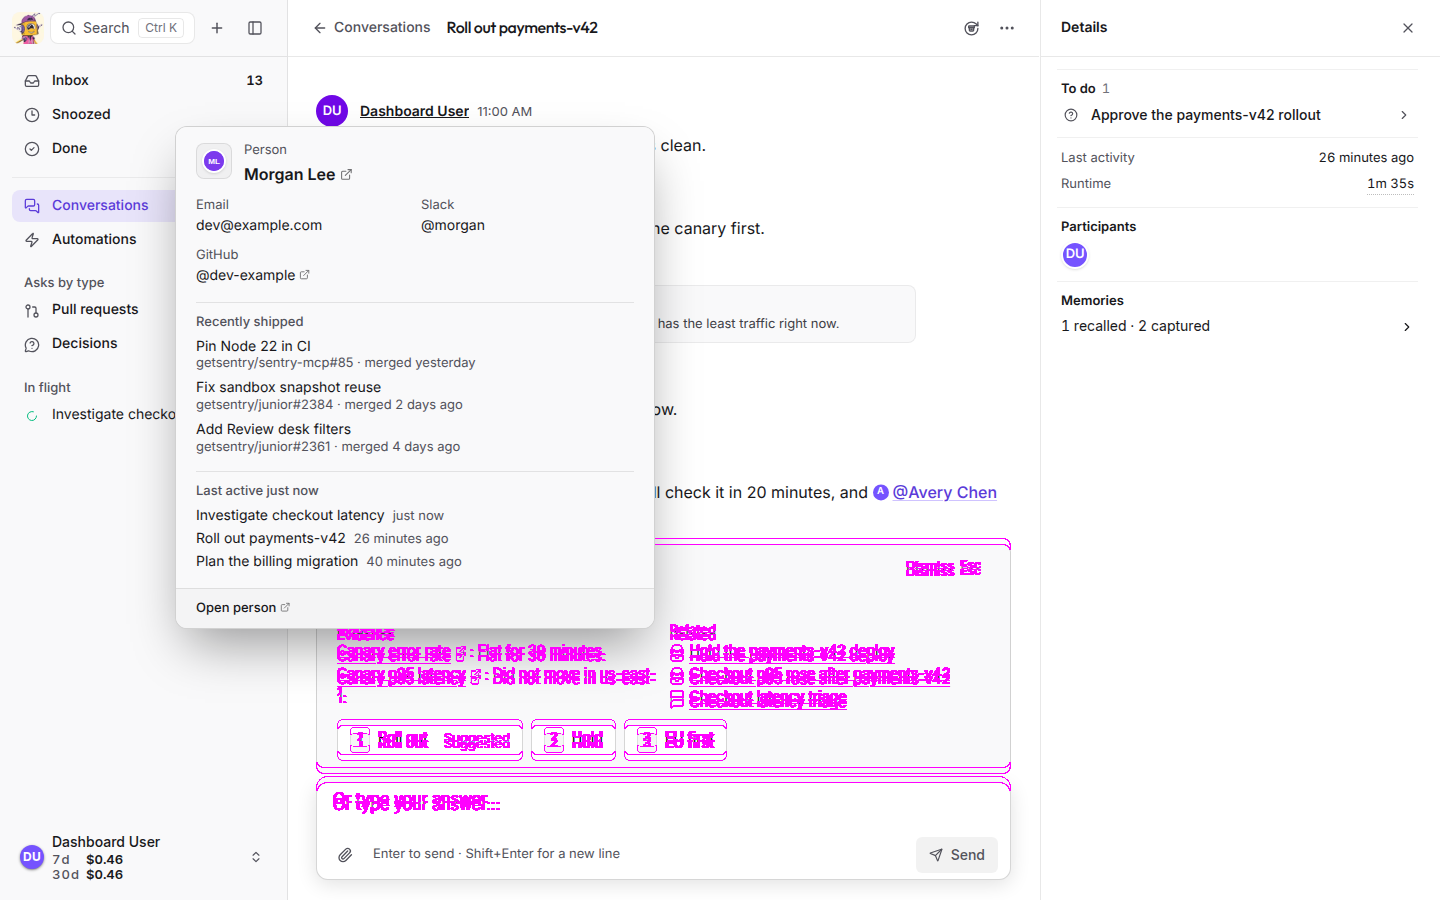 Search Ctrl K
Inbox 13
Snoozed
Done
Conversations
Automations
Asks by type
Pull requests
Decisions
In flight
Investigate checko
DU Dashboard User
7d $0.46
30d $0.46
Conversations Roll out payments-v42
DU Dashboard User 11:00 AM
clean.
canary first.
has the least traffic right now.
ow.
check it in 20 minutes, and A @Avery Chen
Person
ML Morgan Lee
Email Slack
dev@example.com @morgan
GitHub
@dev-example
Recently shipped
Pin Node 22 in CI
getsentry/sentry-mcp#85 · merged yesterday
Fix sandbox snapshot reuse
getsentry/junior#2384 · merged 2 days ago
Add Review desk filters
getsentry/junior#2361 · merged 4 days ago
Last active just now
Investigate checkout latency just now
Roll out payments-v42 26 minutes ago
Plan the billing migration 40 minutes ago
Open person
Dismiss Esc
Related
Canary error rate · Flat for 30 minutes.
Hold the payments-v42 deploy
Canary p95 latency · Did not move in us-east-
1.
Checkout p95 rose after payments-v42
Checkout latency triage
1 Roll out Suggested
2 Hold
3 EU first
Or type your answer...
Enter to send · Shift+Enter for a new line
Send
Details
To do 1
Approve the payments-v42 rollout
Last activity 26 minutes ago
Runtime 1m 35s
Participants
DU
Memories
1 recalled · 2 captured